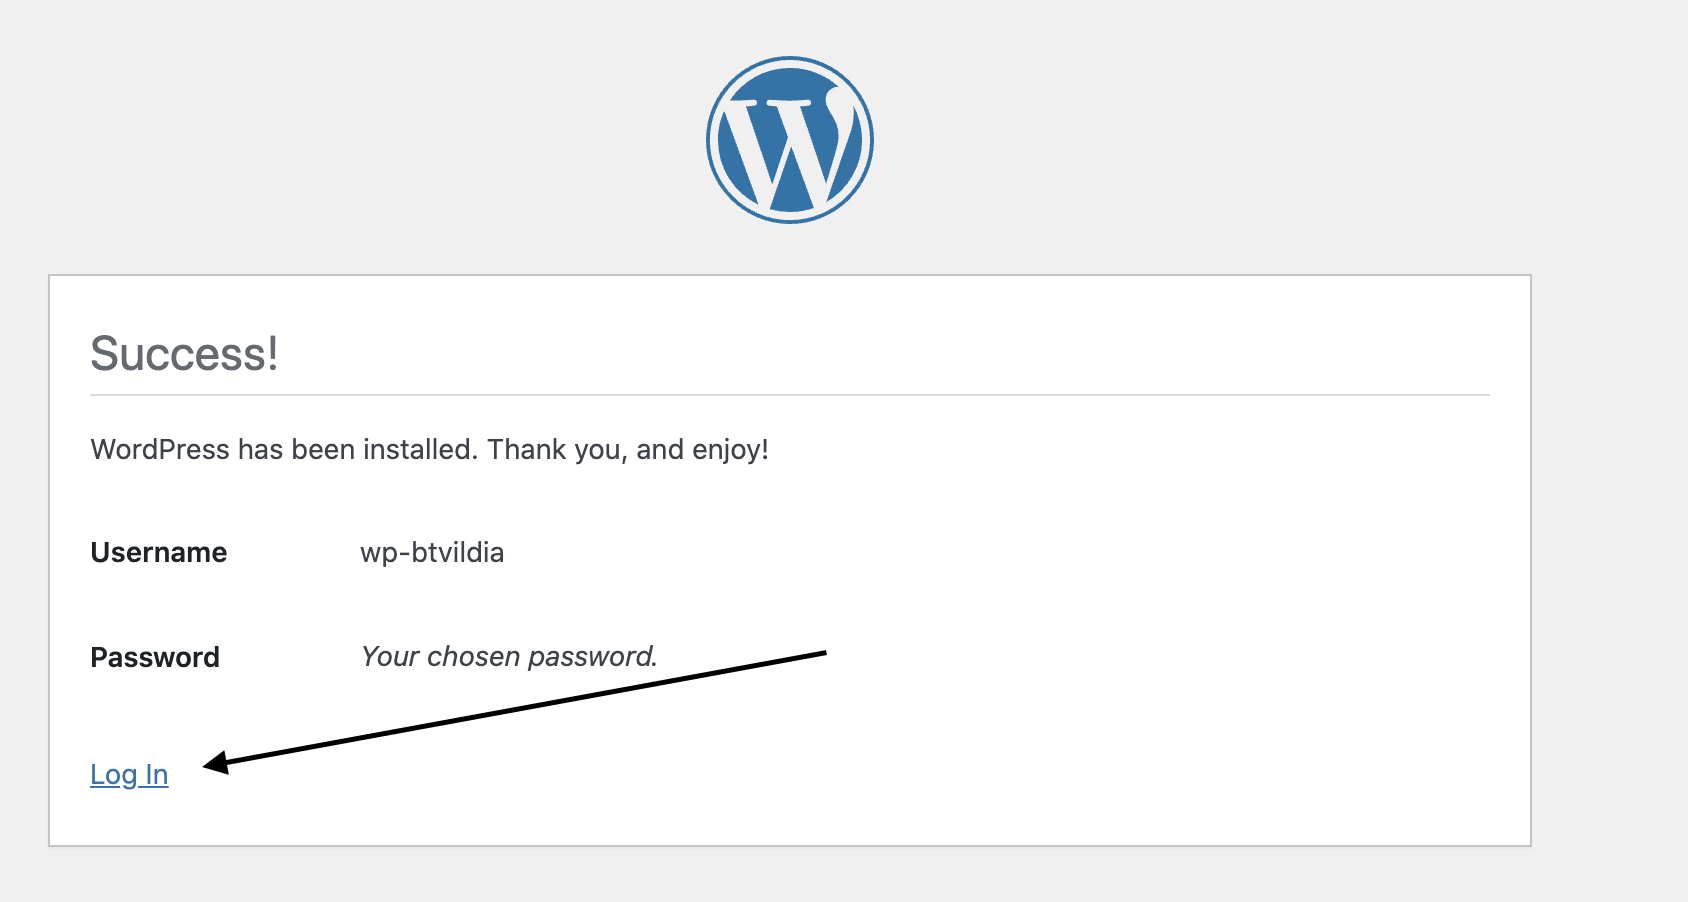 Success!
WordPress has been installed. Thank you, and enjoy!
Username wp-btvildia
Password Your chosen password.
Log In